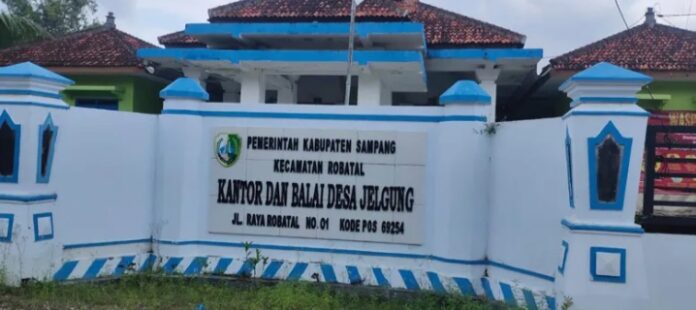 PEMERINTAH KABUPATEN SAMPANG
KECAMATAN ROBATAL
KANTOR DAN BALAI DESA JELGUNG
JL. RAYA ROBATAL NO. 01 KODE POS 69254